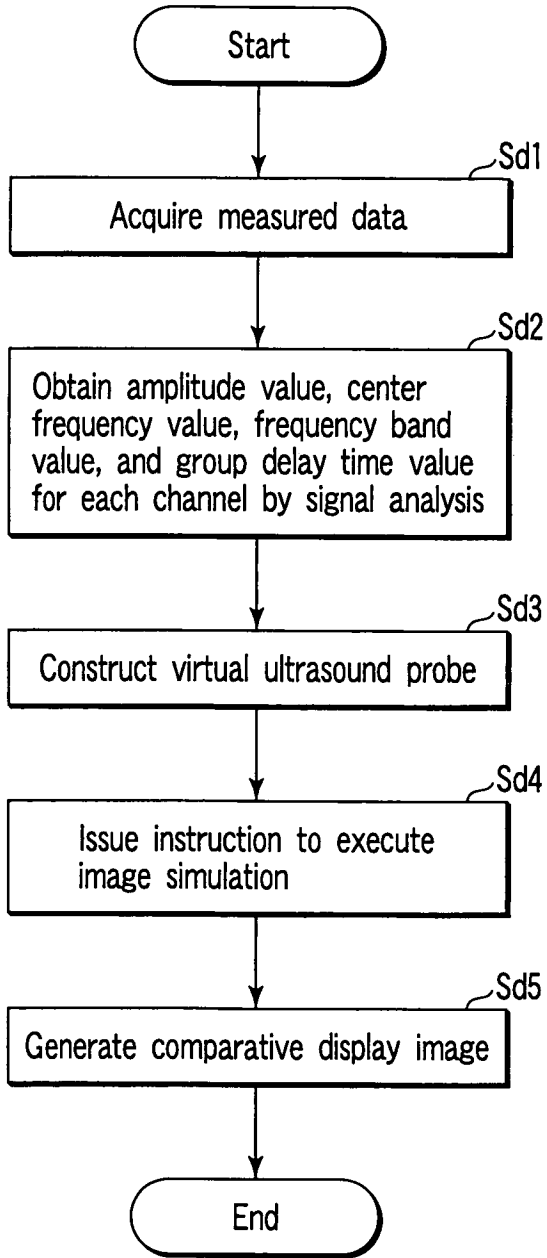 Start
Sd1
Acquire measured data
Sd2
Obtain amplitude value, center
frequency value, frequency band
value, and group delay time value
for each channel by signal analysis
Sd3
Construct virtual ultrasound probe
Sd4
Issue instruction to execute
image simulation
Sd5
Generate comparative display image
End